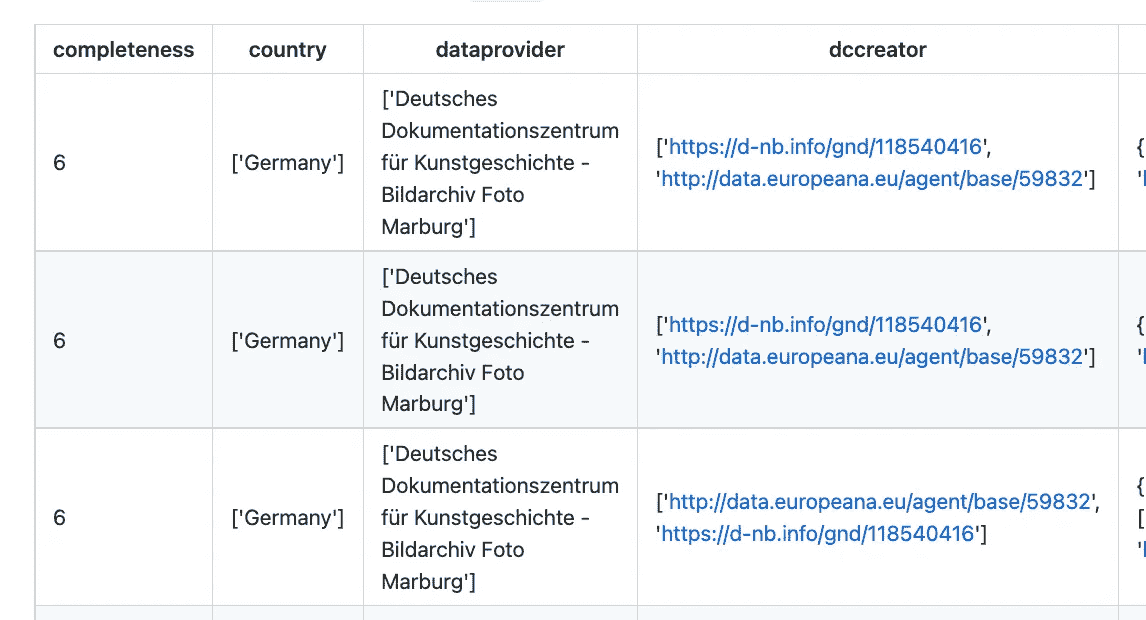 completeness country dataprovider dccreator
['Deutsches
Dokumentationszentrum
für Kunstgeschichte -
Bildarchiv Foto
Marburg']
6 ['Germany'] ['https://d-nb.info/gnd/118540416',
'http://data.europeana.eu/agent/base/59832'] {
'
['Deutsches
Dokumentationszentrum
für Kunstgeschichte -
Bildarchiv Foto
Marburg']
6 ['Germany'] ['https://d-nb.info/gnd/118540416',
'http://data.europeana.eu/agent/base/59832'] {
'
['Deutsches
Dokumentationszentrum
für Kunstgeschichte -
Bildarchiv Foto
Marburg']
6 ['Germany'] ['http://data.europeana.eu/agent/base/59832',
'https://d-nb.info/gnd/118540416'] {
[
'